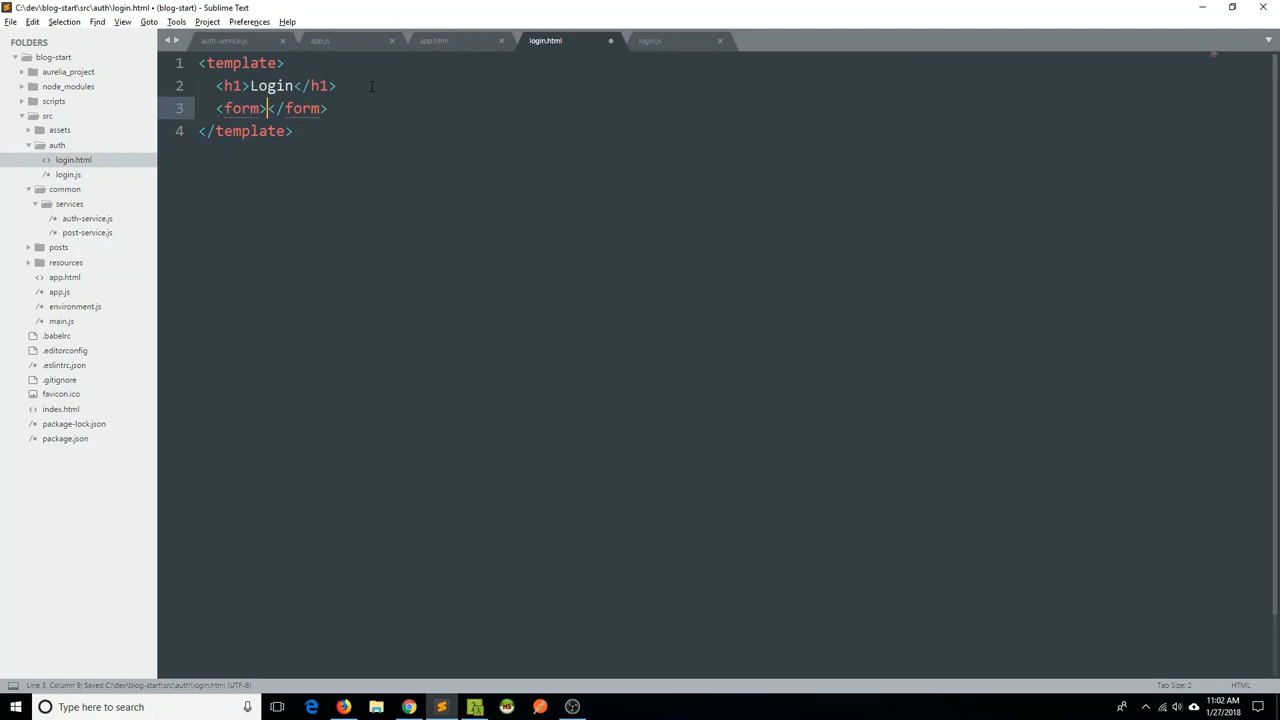 C:\dev\blog-start\src\auth\login.html • (blog-start) - Sublime Text
File Edit Selection Find View Goto Tools Project Preferences Help
FOLDERS
blog-start
aurelia_project
node_modules
scripts
src
assets
auth
login.html
login.js
common
services
auth-service.js
post-service.js
posts
resources
app.html
app.js
environment.js
main.js
.babelrc
.editorconfig
.eslintrc.json
.gitignore
favicon.ico
index.html
package-lock.json
package.json
auth-service.js app.js app.html login.html login.js
1 <template>
2 <h1>Login</h1>
3 <form></form>
4 </template>
Line 3, Column 9; Saved C:\dev\blog-start\src\auth\login.html (UTF-8) Tab Size: 2 HTML
Type here to search
11:02 AM
1/27/2018